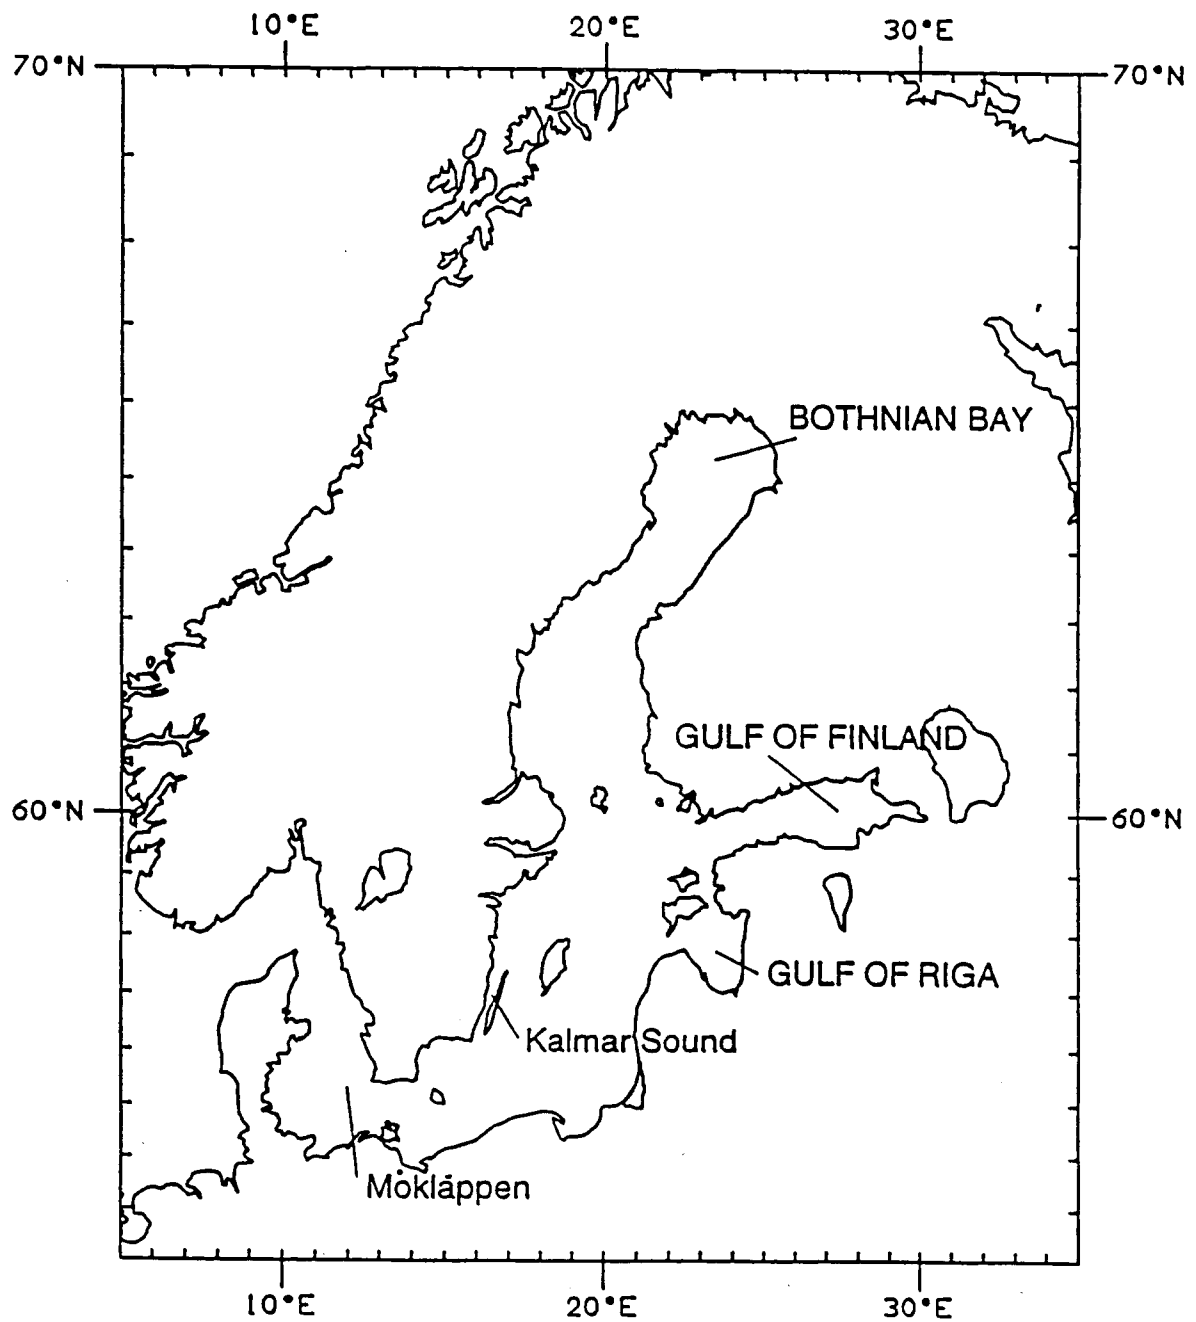 10°E 20°E 30°E
70°N 70°N
BOTHNIAN BAY
GULF OF FINLAND
60°N 60°N
GULF OF RIGA
Kalmar Sound
Mökläppen
10°E 20°E 30°E